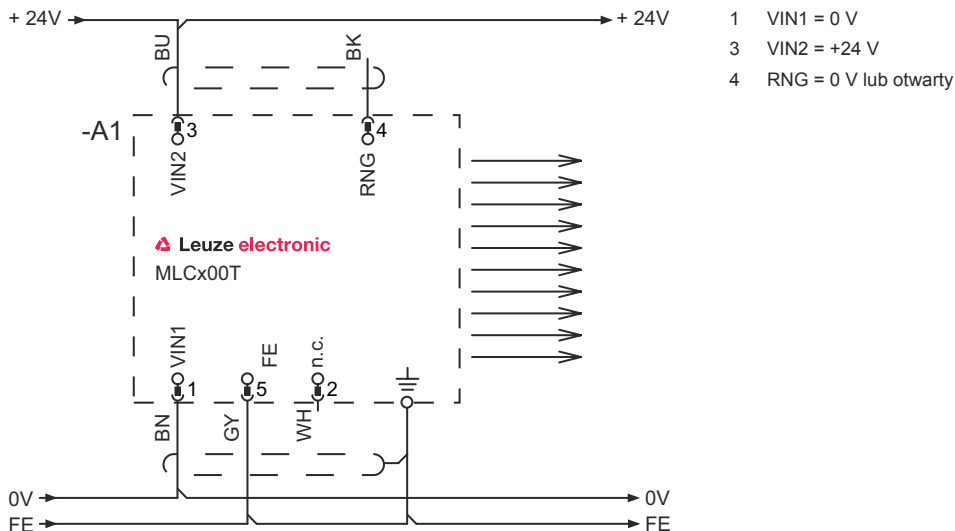 + 24V
+ 24V
1 VIN1 = 0 V
3 VIN2 = +24 V
4 RNG = 0 V lub otwarty
BU
BK
-A1
3
4
VIN2
RNG
Leuze electronic
MLCx00T
VIN1
FE
n.c.
1
5
2
BN
GY
WH
0V
0V
FE
FE